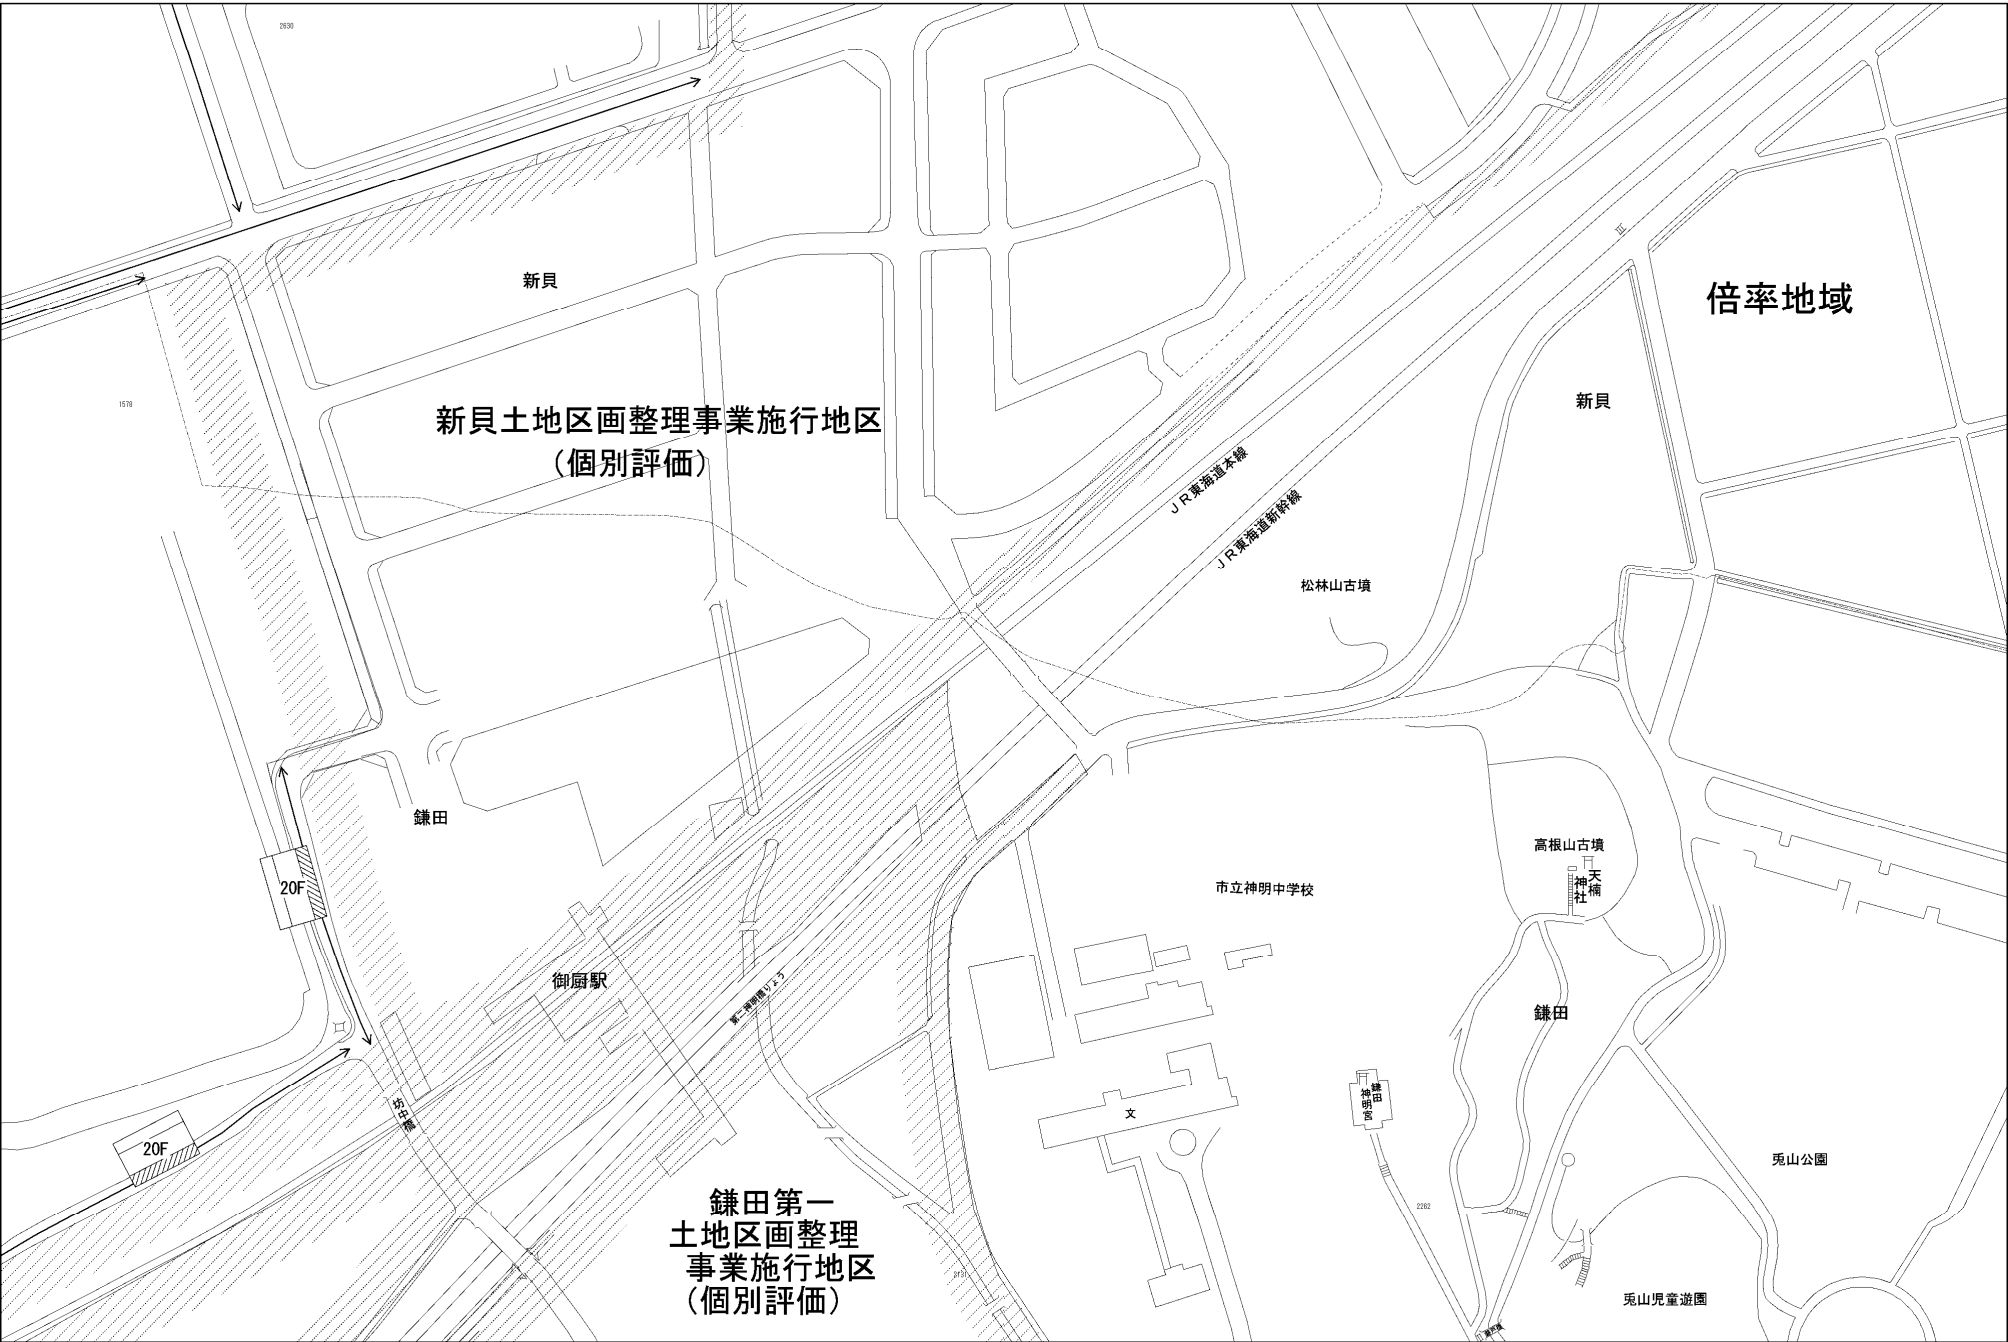 2630
新貝
倍率地域
1578
新貝
新貝土地区画整理事業施行地区
（個別評価）
ＪＲ東海道本線
ＪＲ東海道新幹線
松林山古墳
鎌田
高根山古墳
天楠
神社
20F
市立神明中学校
御厨駅
第二神明橋りょう
鎌田
鎌田
神明宮
坊中橋
文
20F
兎山公園
鎌田第一
土地区画整理
事業施行地区
（個別評価）
2262
兎山児童遊園